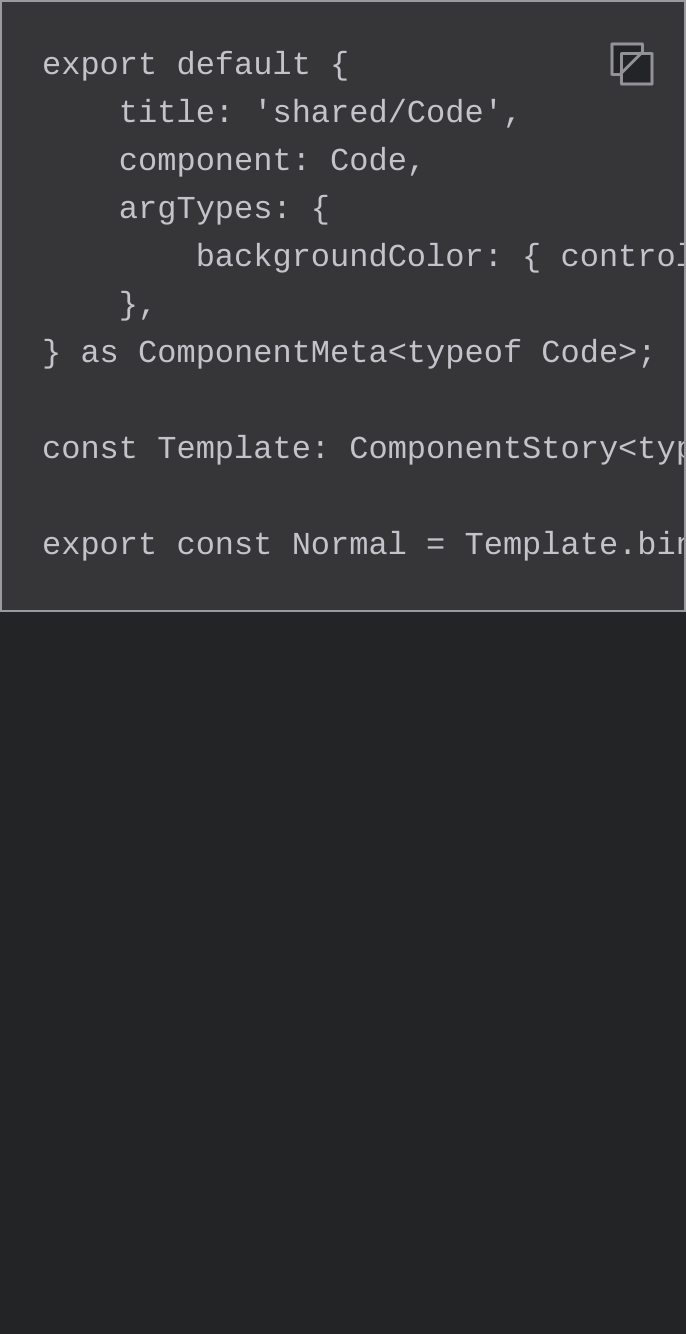 export default {
    title: 'shared/Code',
    component: Code,
    argTypes: {
        backgroundColor: { control
    },
} as ComponentMeta<typeof Code>;
const Template: ComponentStory<typ
export const Normal = Template.bin